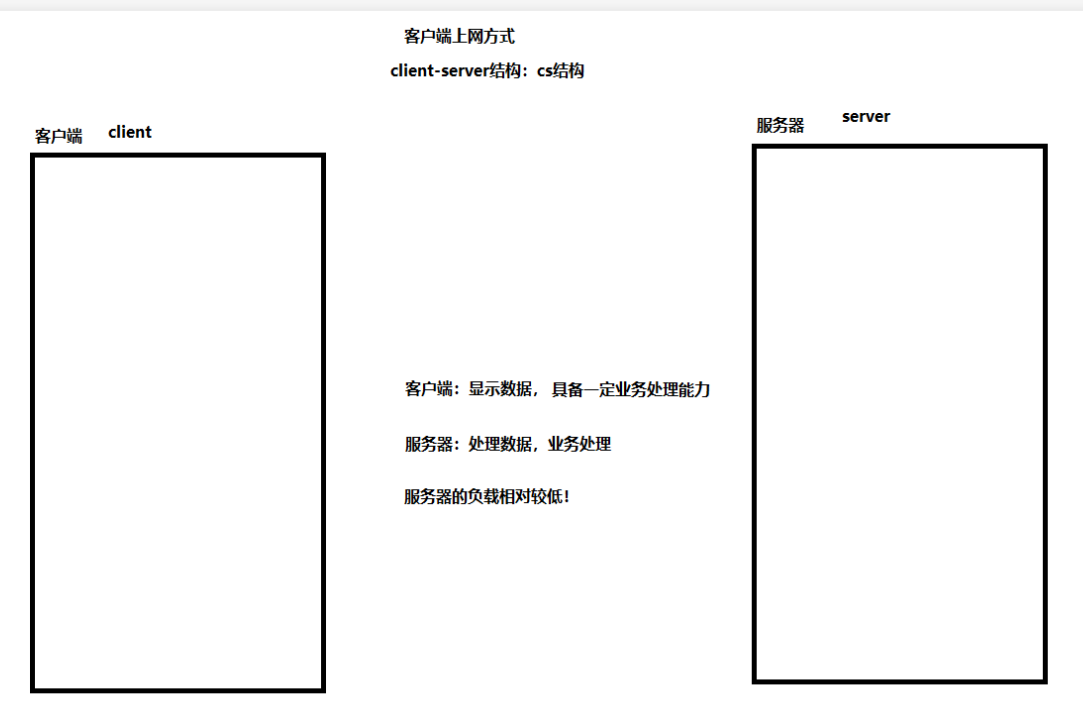 客户端上网方式
client-server结构：cs结构
客户端 client
服务器 server
客户端：显示数据， 具备一定业务处理能力
服务器：处理数据，业务处理
服务器的负载相对较低！